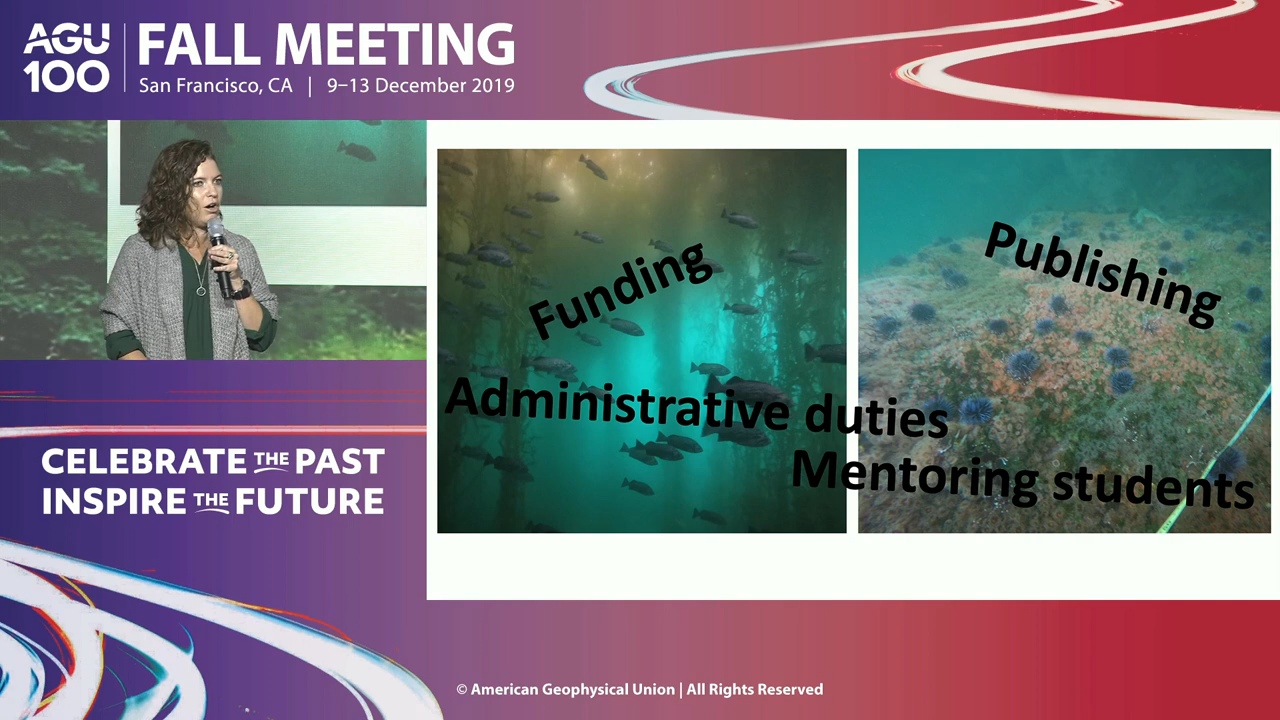 AGU
100
FALL MEETING
San Francisco, CA | 9–13 December 2019
Funding
Publishing
Administrative duties
Mentoring students
CELEBRATE THE PAST
INSPIRE THE FUTURE
© American Geophysical Union | All Rights Reserved